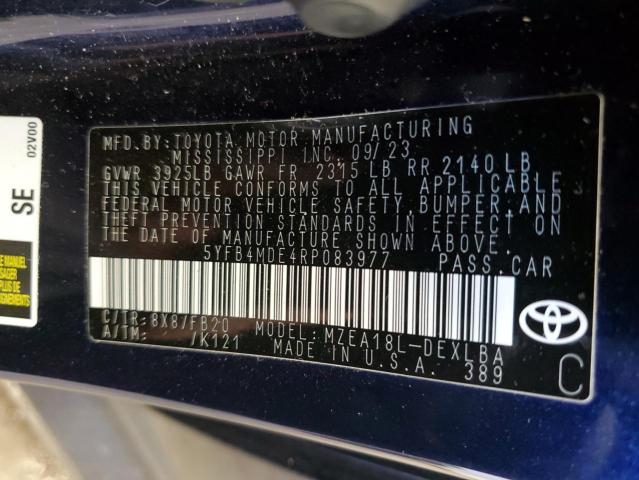 MFD. BY: TOYOTA MOTOR MANUFACTURING
MISSISSIPPI INC. 09/23
GVWR 3925LB GAWR FR 2315 LB RR 2140 LB
THIS VEHICLE CONFORMS TO ALL APPLICABLE
FEDERAL MOTOR VEHICLE SAFETY, BUMPER, AND
THEFT PREVENTION STANDARDS IN EFFECT ON
THE DATE OF MANUFACTURE SHOWN ABOVE.
5YFB4MDE4RP083977 PASS. CAR
C/TR: 8X8/FB20 MODEL: MZEA18L-DEXLBA
A/TM: /K121 MADE IN U.S.A. 389
C
SE
02V00
E MANUAL
PLUS DE